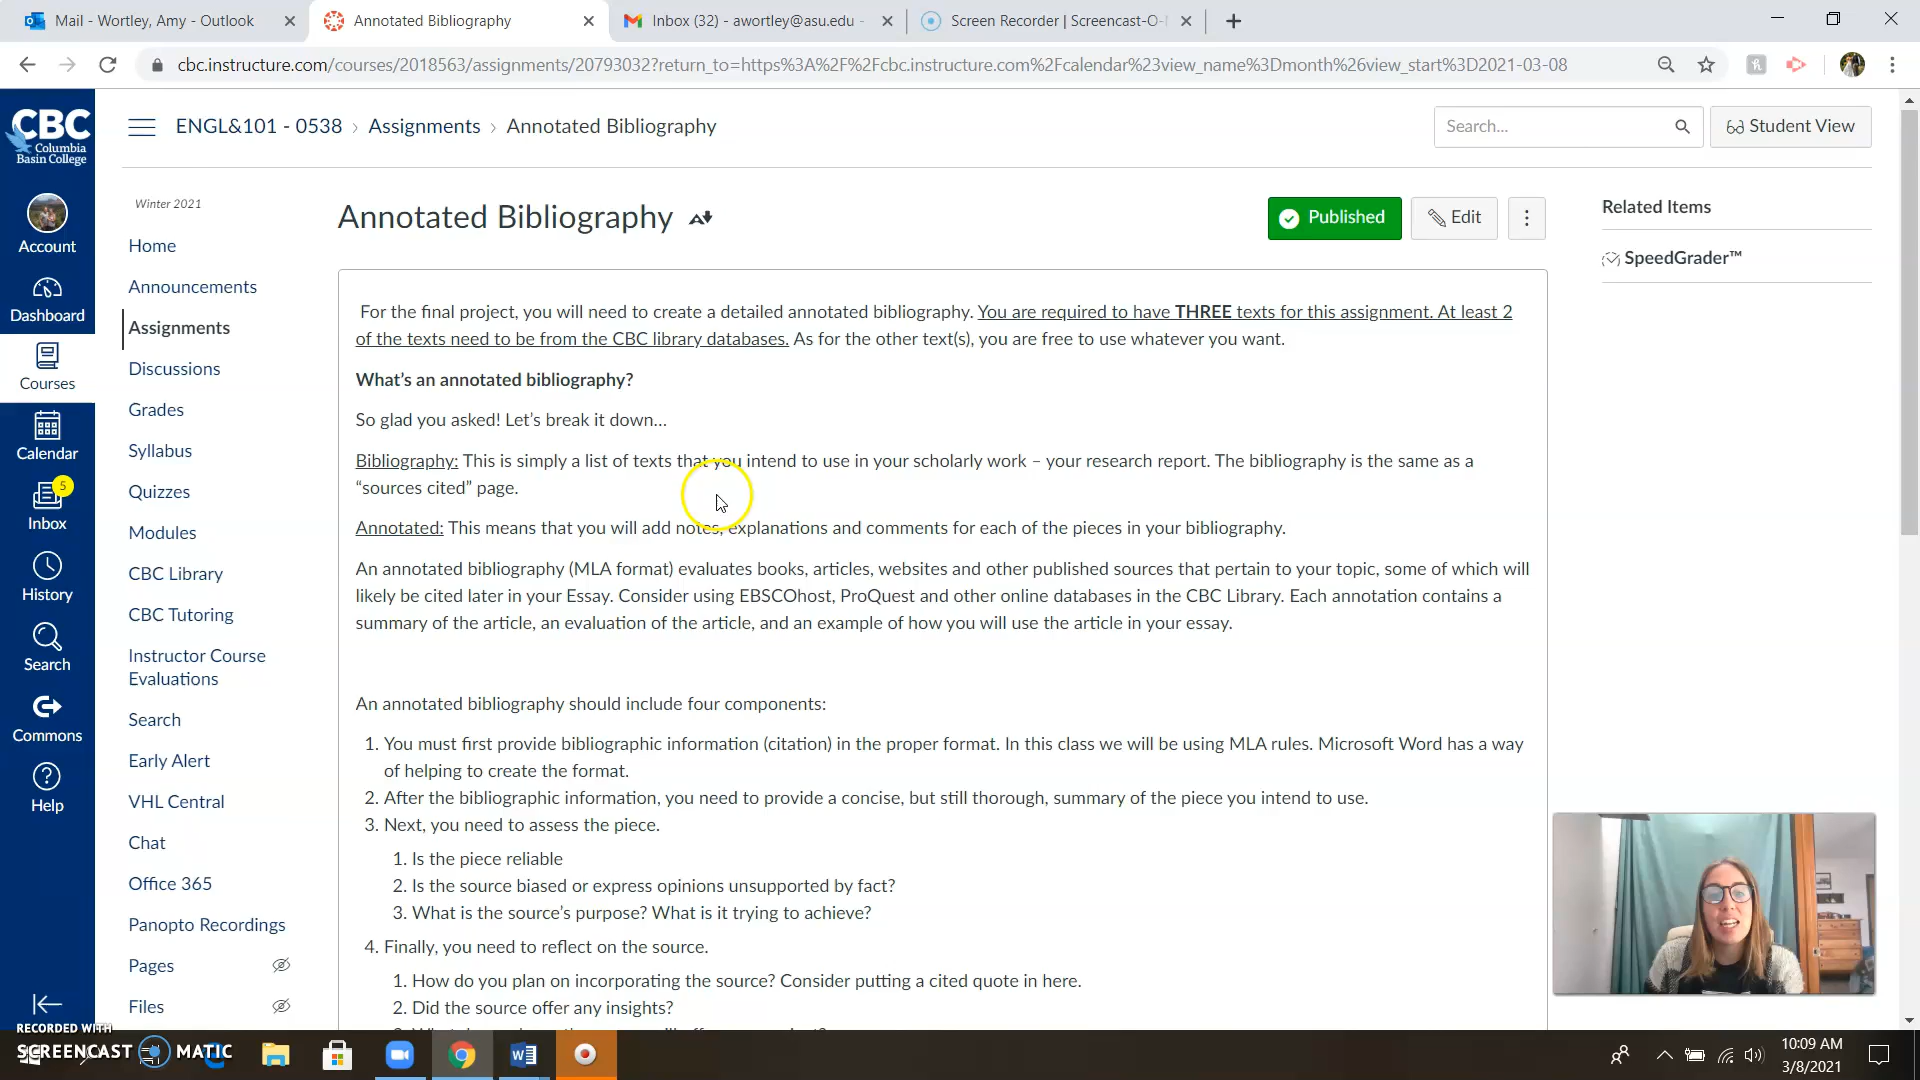 Mail - Wortley, Amy - Outlook
Annotated Bibliography
Inbox (32) - awortley@asu.edu -
Screen Recorder | Screencast-O-
cbc.instructure.com/courses/2018563/assignments/20793032?return_to=https%3A%2F%2Fcbc.instructure.com%2Fcalendar%23view_name%3Dmonth%26view_start%3D2021-03-08
CBC
Columbia
Basin College
Account
Dashboard
Courses
Calendar
5
Inbox
History
Search
Commons
Help
ENGL&101 - 0538 › Assignments › Annotated Bibliography
Search...
Student View
Winter 2021
Home
Announcements
Assignments
Discussions
Grades
Syllabus
Quizzes
Modules
CBC Library
CBC Tutoring
Instructor Course
Evaluations
Search
Early Alert
VHL Central
Chat
Office 365
Panopto Recordings
Pages
Files
Annotated Bibliography
Published
Edit
Related Items
SpeedGrader™
For the final project, you will need to create a detailed annotated bibliography. You are required to have THREE texts for this assignment. At least 2
of the texts need to be from the CBC library databases. As for the other text(s), you are free to use whatever you want.
What's an annotated bibliography?
So glad you asked! Let's break it down...
Bibliography: This is simply a list of texts that you intend to use in your scholarly work – your research report. The bibliography is the same as a
“sources cited” page.
Annotated: This means that you will add notes, explanations and comments for each of the pieces in your bibliography.
An annotated bibliography (MLA format) evaluates books, articles, websites and other published sources that pertain to your topic, some of which will
likely be cited later in your Essay. Consider using EBSCOhost, ProQuest and other online databases in the CBC Library. Each annotation contains a
summary of the article, an evaluation of the article, and an example of how you will use the article in your essay.
An annotated bibliography should include four components:
1. You must first provide bibliographic information (citation) in the proper format. In this class we will be using MLA rules. Microsoft Word has a way
of helping to create the format.
2. After the bibliographic information, you need to provide a concise, but still thorough, summary of the piece you intend to use.
3. Next, you need to assess the piece.
1. Is the piece reliable
2. Is the source biased or express opinions unsupported by fact?
3. What is the source's purpose? What is it trying to achieve?
4. Finally, you need to reflect on the source.
1. How do you plan on incorporating the source? Consider putting a cited quote in here.
2. Did the source offer any insights?
RECORDED WITH
SCREENCAST MATIC
10:09 AM
3/8/2021